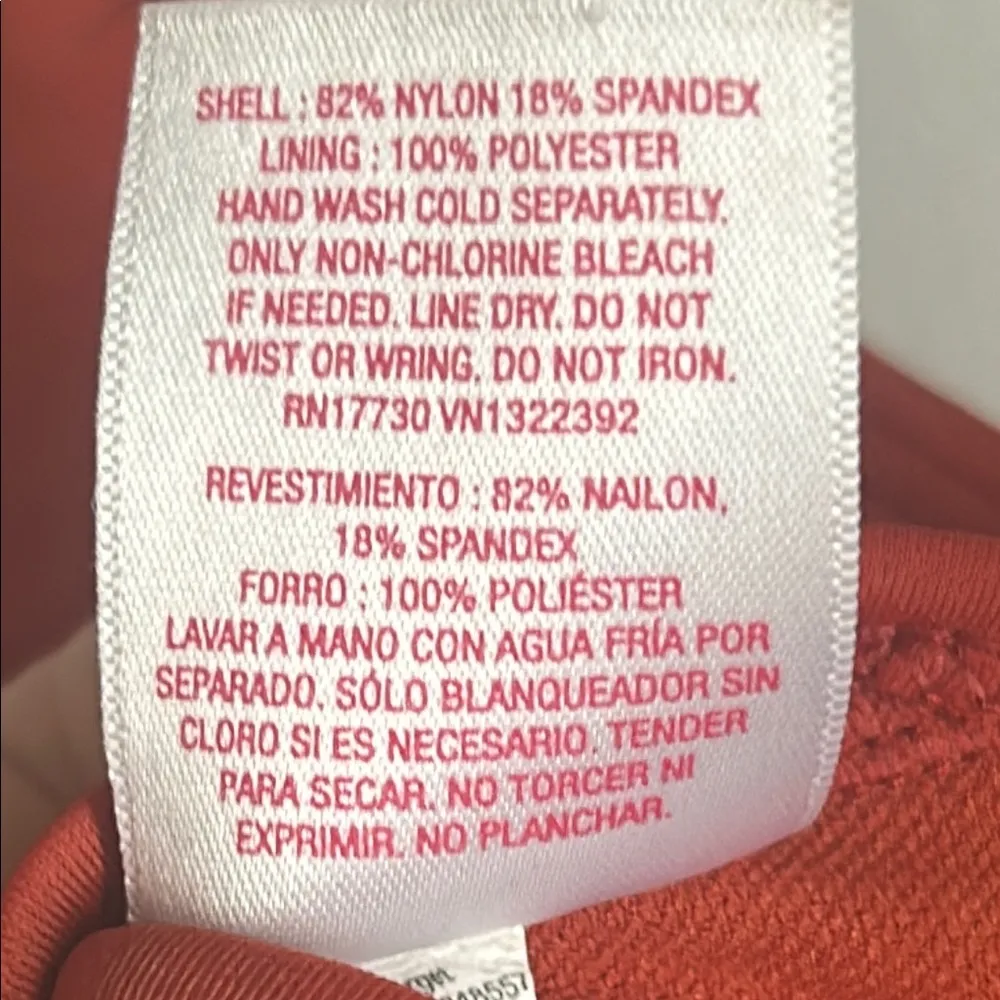 SHELL : 82% NYLON 18% SPANDEX
LINING : 100% POLYESTER
HAND WASH COLD SEPARATELY.
ONLY NON-CHLORINE BLEACH
IF NEEDED. LINE DRY. DO NOT
TWIST OR WRING. DO NOT IRON.
RN17730 VN1322392
REVESTIMIENTO : 82% NAILON,
18% SPANDEX
FORRO : 100% POLIÉSTER
LAVAR A MANO CON AGUA FRÍA POR
SEPARADO. SÓLO BLANQUEADOR SIN
CLORO SI ES NECESARIO. TENDER
PARA SECAR. NO TORCER NI
EXPRIMIR. NO PLANCHAR.